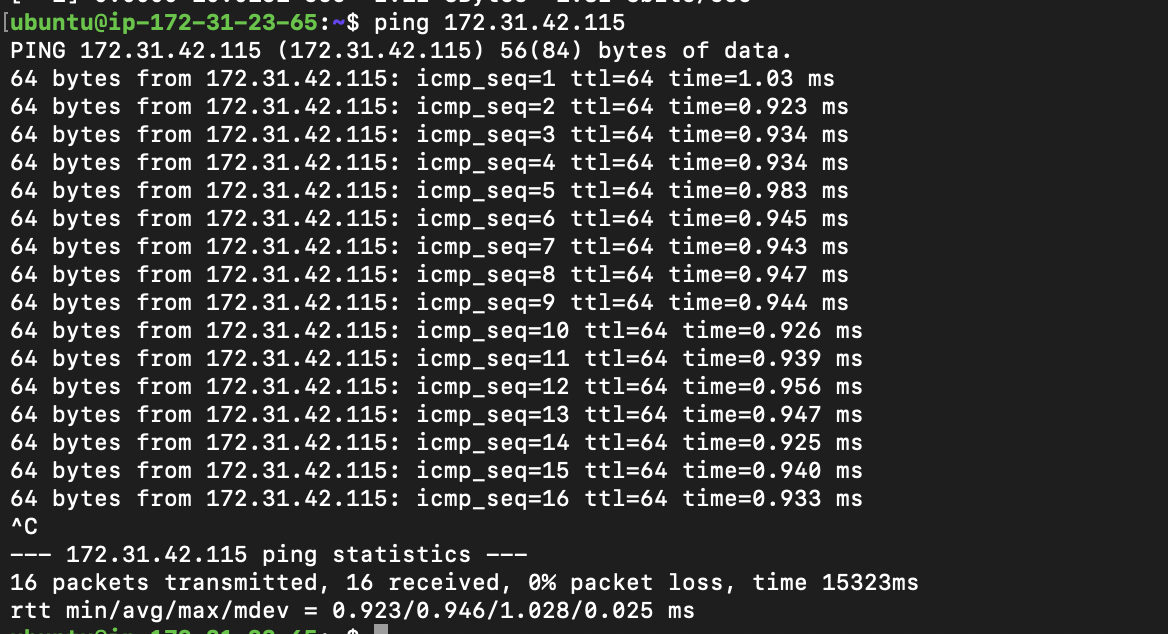 [ubuntu@ip-172-31-23-65:~$ ping 172.31.42.115
PING 172.31.42.115 (172.31.42.115) 56(84) bytes of data.
64 bytes from 172.31.42.115: icmp_seq=1 ttl=64 time=1.03 ms
64 bytes from 172.31.42.115: icmp_seq=2 ttl=64 time=0.923 ms
64 bytes from 172.31.42.115: icmp_seq=3 ttl=64 time=0.934 ms
64 bytes from 172.31.42.115: icmp_seq=4 ttl=64 time=0.934 ms
64 bytes from 172.31.42.115: icmp_seq=5 ttl=64 time=0.983 ms
64 bytes from 172.31.42.115: icmp_seq=6 ttl=64 time=0.945 ms
64 bytes from 172.31.42.115: icmp_seq=7 ttl=64 time=0.943 ms
64 bytes from 172.31.42.115: icmp_seq=8 ttl=64 time=0.947 ms
64 bytes from 172.31.42.115: icmp_seq=9 ttl=64 time=0.944 ms
64 bytes from 172.31.42.115: icmp_seq=10 ttl=64 time=0.926 ms
64 bytes from 172.31.42.115: icmp_seq=11 ttl=64 time=0.939 ms
64 bytes from 172.31.42.115: icmp_seq=12 ttl=64 time=0.956 ms
64 bytes from 172.31.42.115: icmp_seq=13 ttl=64 time=0.947 ms
64 bytes from 172.31.42.115: icmp_seq=14 ttl=64 time=0.925 ms
64 bytes from 172.31.42.115: icmp_seq=15 ttl=64 time=0.940 ms
64 bytes from 172.31.42.115: icmp_seq=16 ttl=64 time=0.933 ms
^C
--- 172.31.42.115 ping statistics ---
16 packets transmitted, 16 received, 0% packet loss, time 15323ms
rtt min/avg/max/mdev = 0.923/0.946/1.028/0.025 ms
ubuntu@ip-172-31-23-65:~$